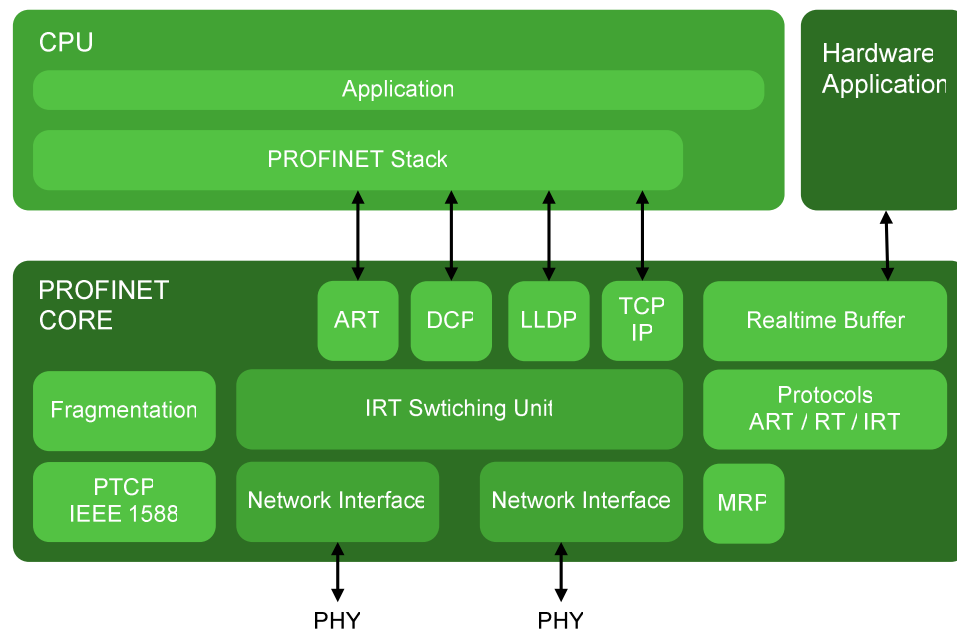 CPU
Application
PROFINET Stack
Hardware
Application
PROFINET
CORE
ART
DCP
LLDP
TCP
IP
Realtime Buffer
Fragmentation
IRT Swtiching Unit
Protocols
ART / RT / IRT
PTCP
IEEE 1588
Network Interface
Network Interface
MRP
PHY
PHY